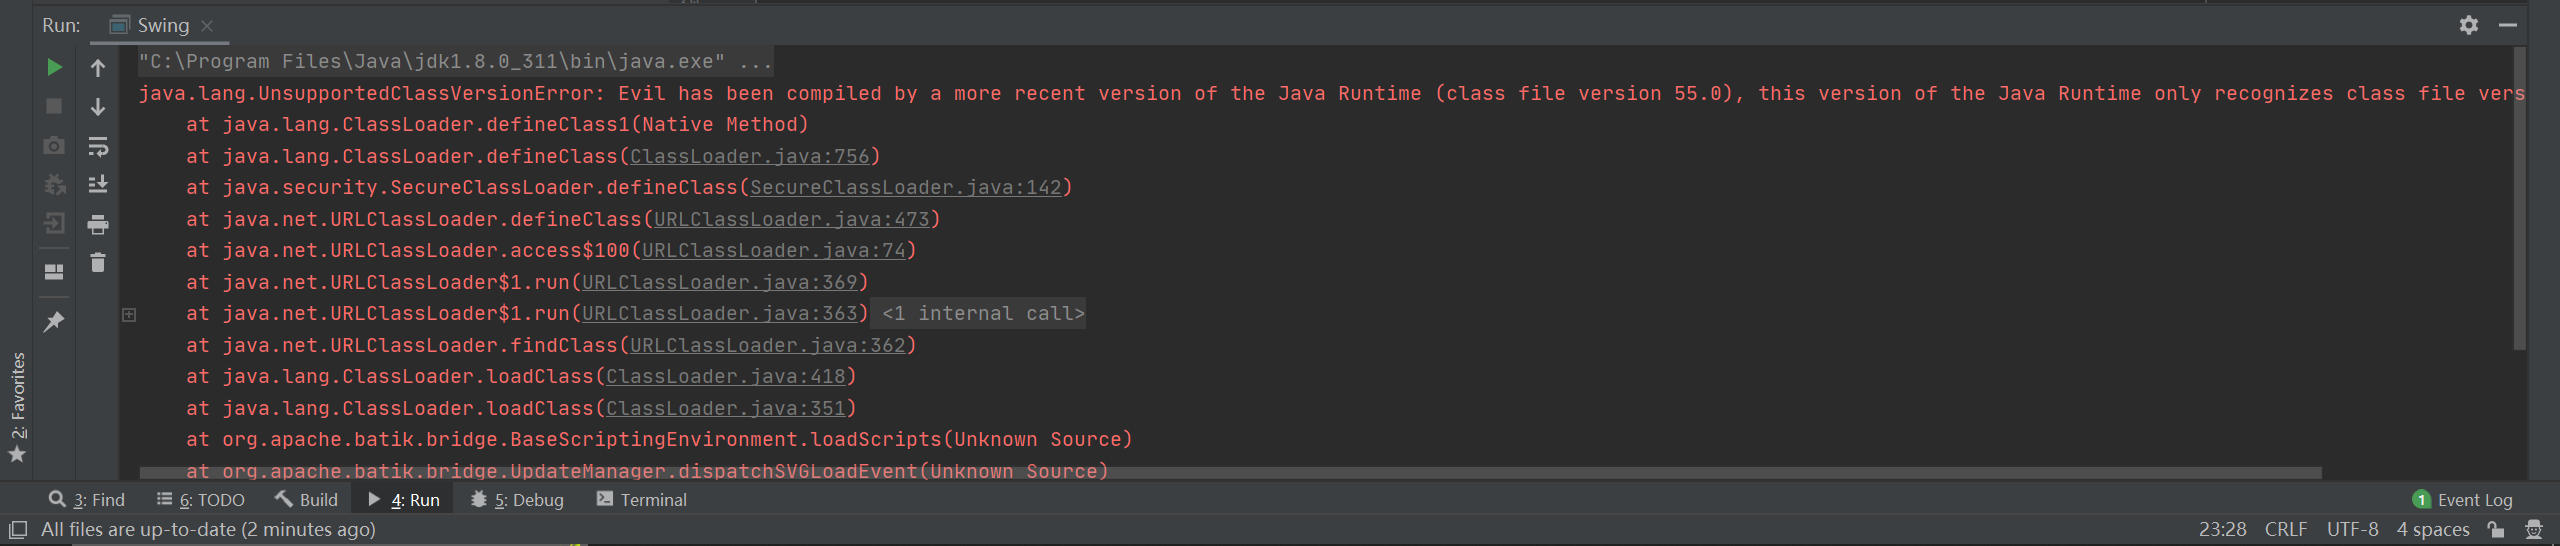 Run: Swing
"C:\Program Files\Java\jdk1.8.0_311\bin\java.exe" ...
java.lang.UnsupportedClassVersionError: Evil has been compiled by a more recent version of the Java Runtime (class file version 55.0), this version of the Java Runtime only recognizes class file vers
at java.lang.ClassLoader.defineClass1(Native Method)
at java.lang.ClassLoader.defineClass(ClassLoader.java:756)
at java.security.SecureClassLoader.defineClass(SecureClassLoader.java:142)
at java.net.URLClassLoader.defineClass(URLClassLoader.java:473)
at java.net.URLClassLoader.access$100(URLClassLoader.java:74)
at java.net.URLClassLoader$1.run(URLClassLoader.java:369)
at java.net.URLClassLoader$1.run(URLClassLoader.java:363) <1 internal call>
at java.net.URLClassLoader.findClass(URLClassLoader.java:362)
at java.lang.ClassLoader.loadClass(ClassLoader.java:418)
at java.lang.ClassLoader.loadClass(ClassLoader.java:351)
at org.apache.batik.bridge.BaseScriptingEnvironment.loadScripts(Unknown Source)
at org.apache.batik.bridge.UpdateManager.dispatchSVGLoadEvent(Unknown Source)
2: Favorites
3: Find 6: TODO Build 4: Run 5: Debug Terminal 1 Event Log
All files are up-to-date (2 minutes ago) 23:28 CRLF UTF-8 4 spaces